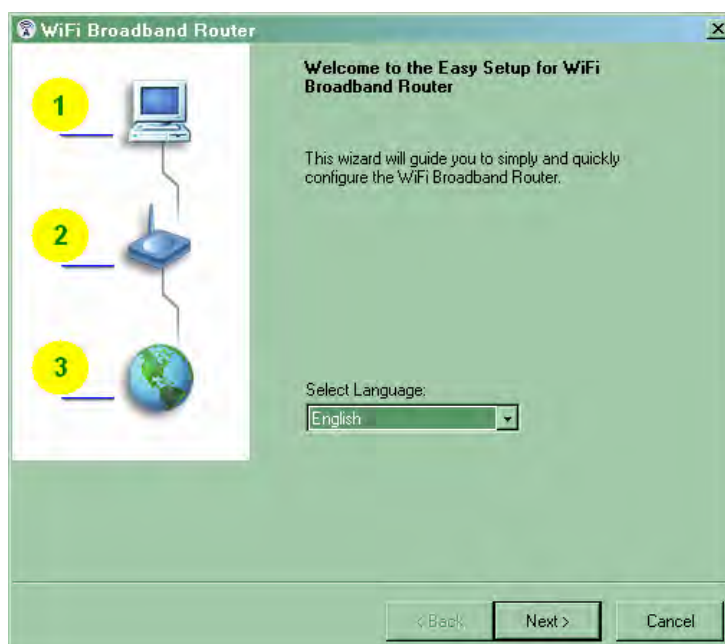 WiFi Broadband Router
1
2
3
Welcome to the Easy Setup for WiFi
Broadband Router
This wizard will guide you to simply and quickly
configure the WiFi Broadband Router.
Select Language:
English
< Back
Next >
Cancel